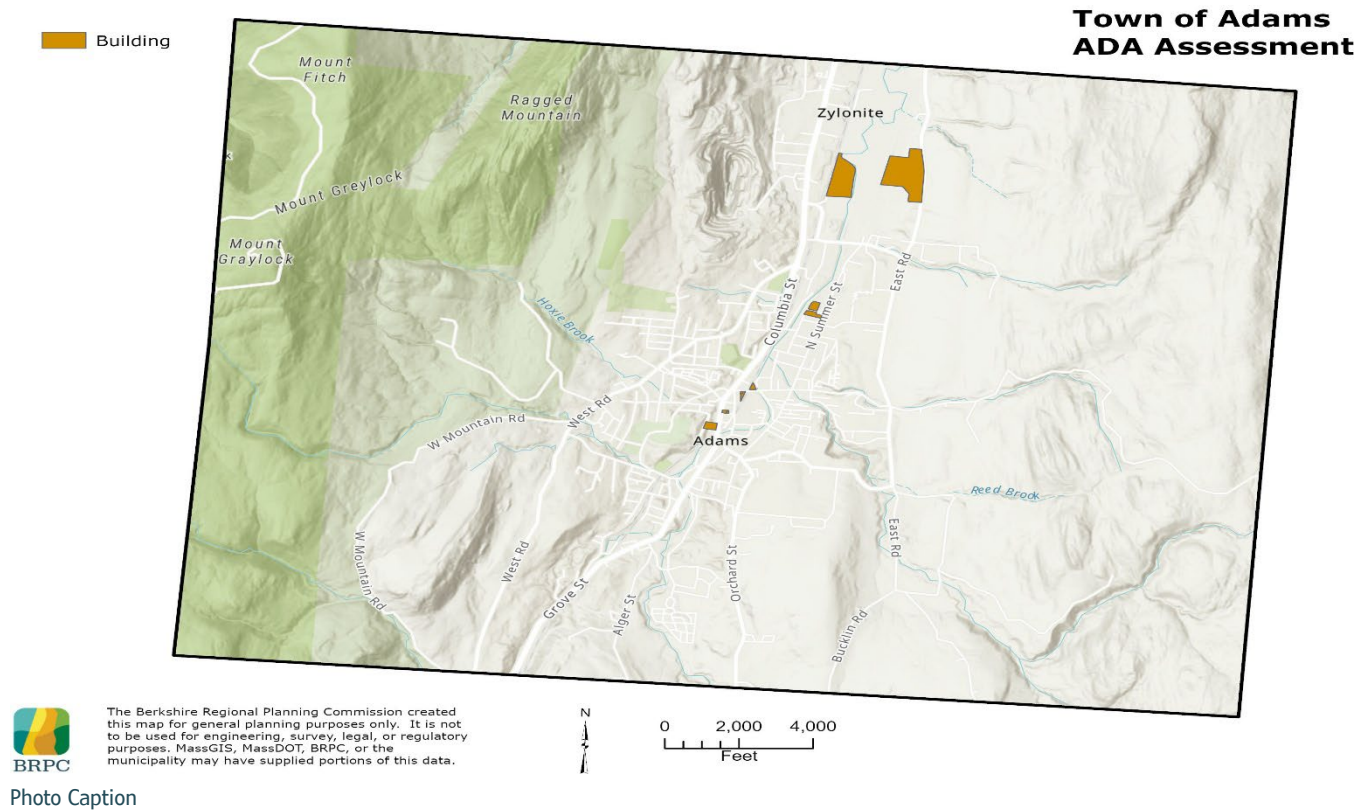 Town of Adams
ADA Assessment
Building
Mount
Fitch
Ragged
Mountain
Zylonite
k
Mount Greylock
Mount
Graylock
East Rd
Columbia St
N Summer St
Hoxie Brook
West Rd
W Mountain Rd
Adams
Reed Brook
W Mountain Rd
West Rd
East Rd
Orchard St
Grove St
Alger St
Bucklin Rd
The Berkshire Regional Planning Commission created
this map for general planning purposes only. It is not
to be used for engineering, survey, legal, or regulatory
purposes. MassGIS, MassDOT, BRPC, or the
municipality may have supplied portions of this data.
BRPC
N
0 2,000 4,000
Feet
Photo Caption